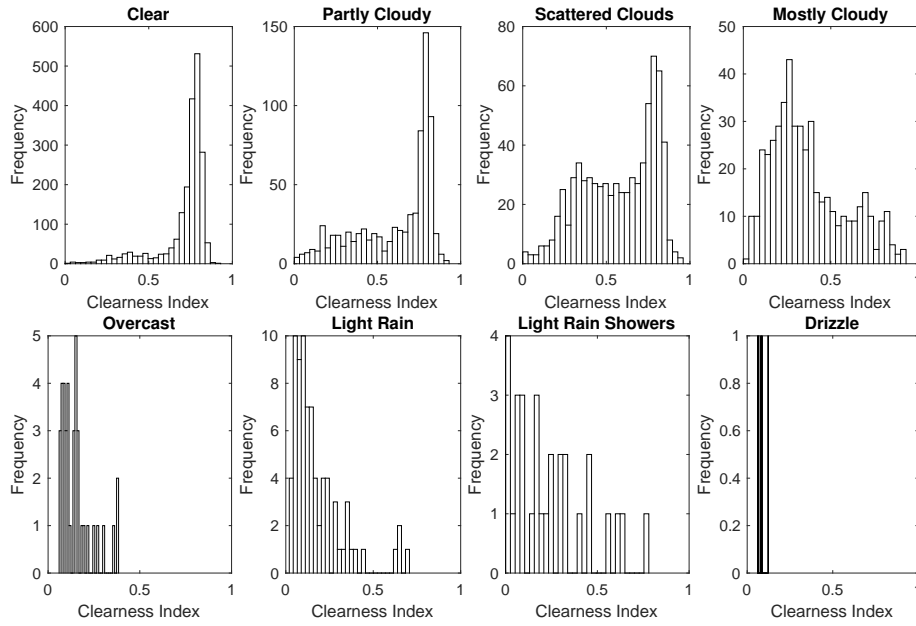 Clear
Partly Cloudy
Scattered Clouds
Mostly Cloudy
600
500
400
300
200
100
0
Frequency
0
0.5
1
Clearness Index
150
100
50
0
Frequency
0
0.5
1
Clearness Index
80
60
40
20
0
Frequency
0
0.5
1
Clearness Index
50
40
30
20
10
0
Frequency
0
0.5
1
Clearness Index
Overcast
Light Rain
Light Rain Showers
Drizzle
5
4
3
2
1
0
Frequency
0
0.5
1
Clearness Index
10
8
6
4
2
0
Frequency
0
0.5
1
Clearness Index
4
3
2
1
0
Frequency
0
0.5
1
Clearness Index
1
0.8
0.6
0.4
0.2
0
Frequency
0
0.5
1
Clearness Index